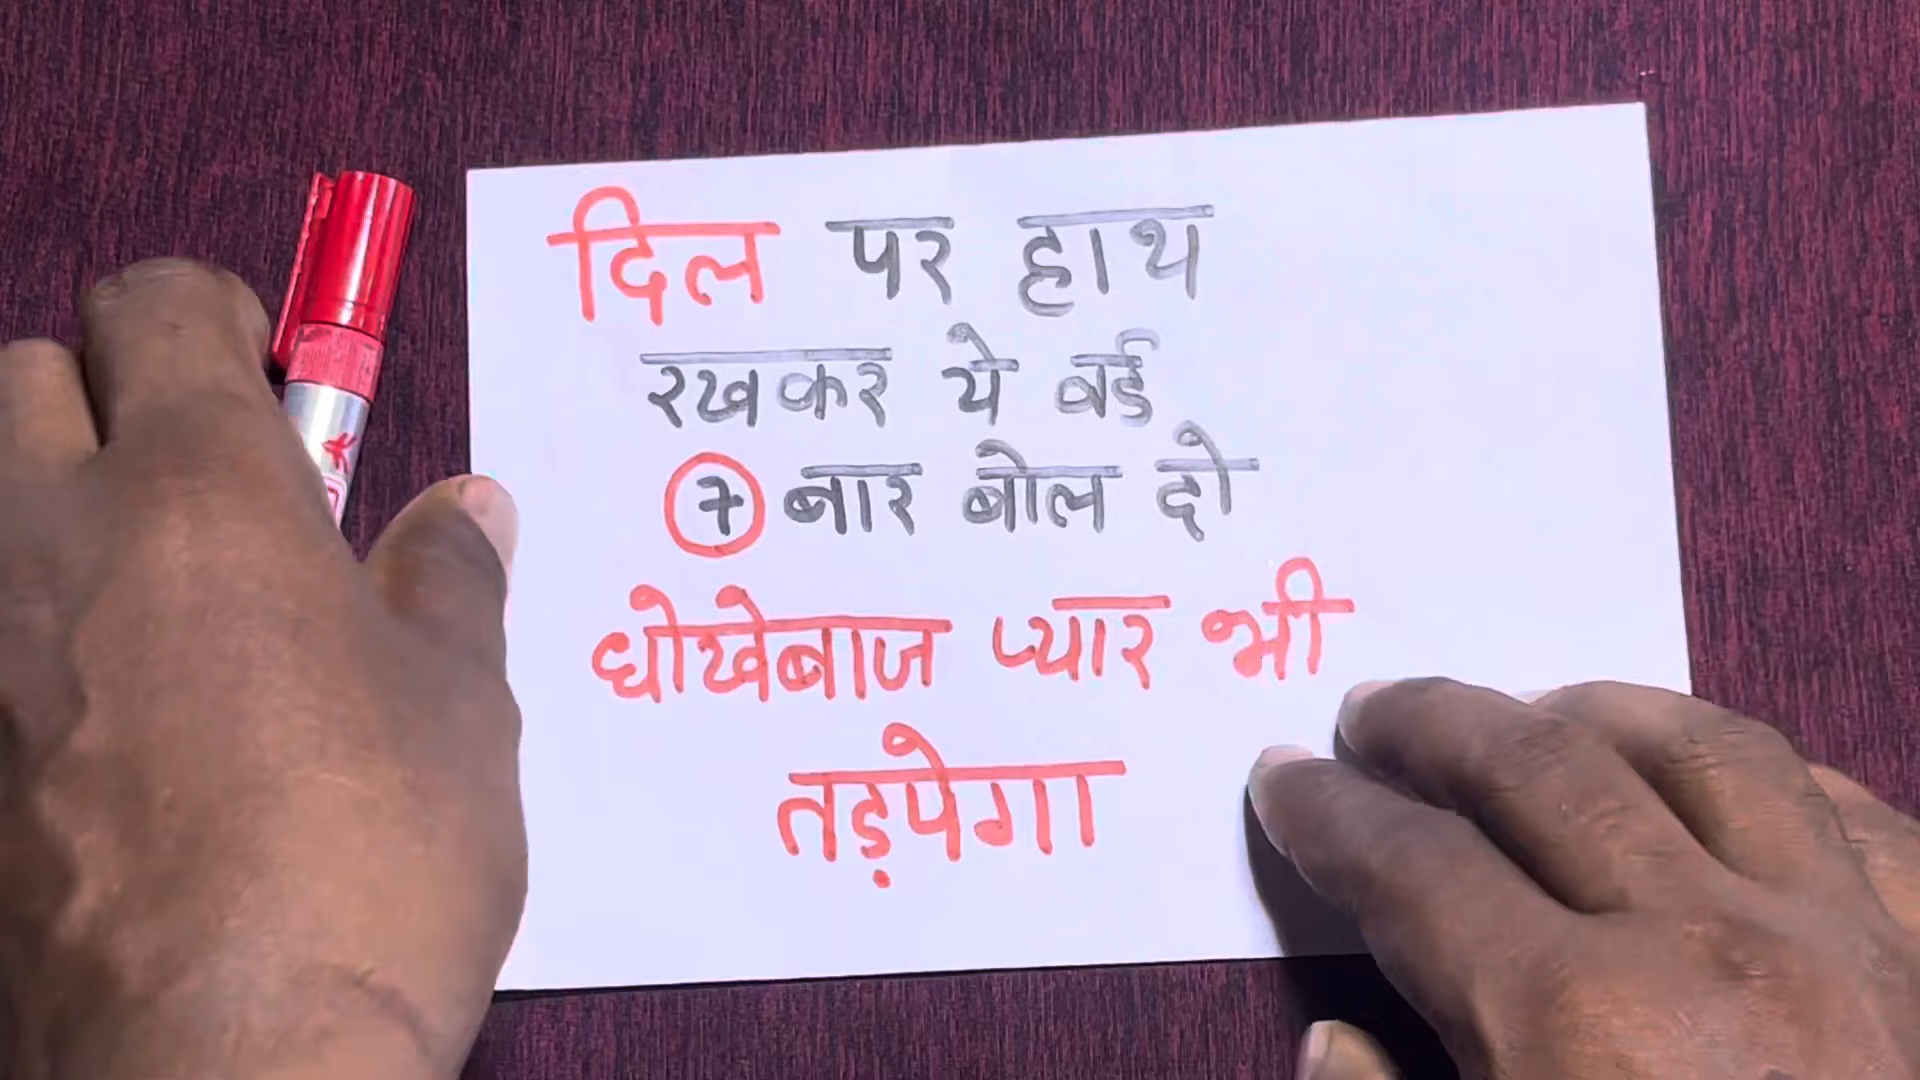 दिल पर हाथ
रखकर ये वर्ड
7 बार बोल दो
धोखेबाज प्यार भी
तड़पेगा